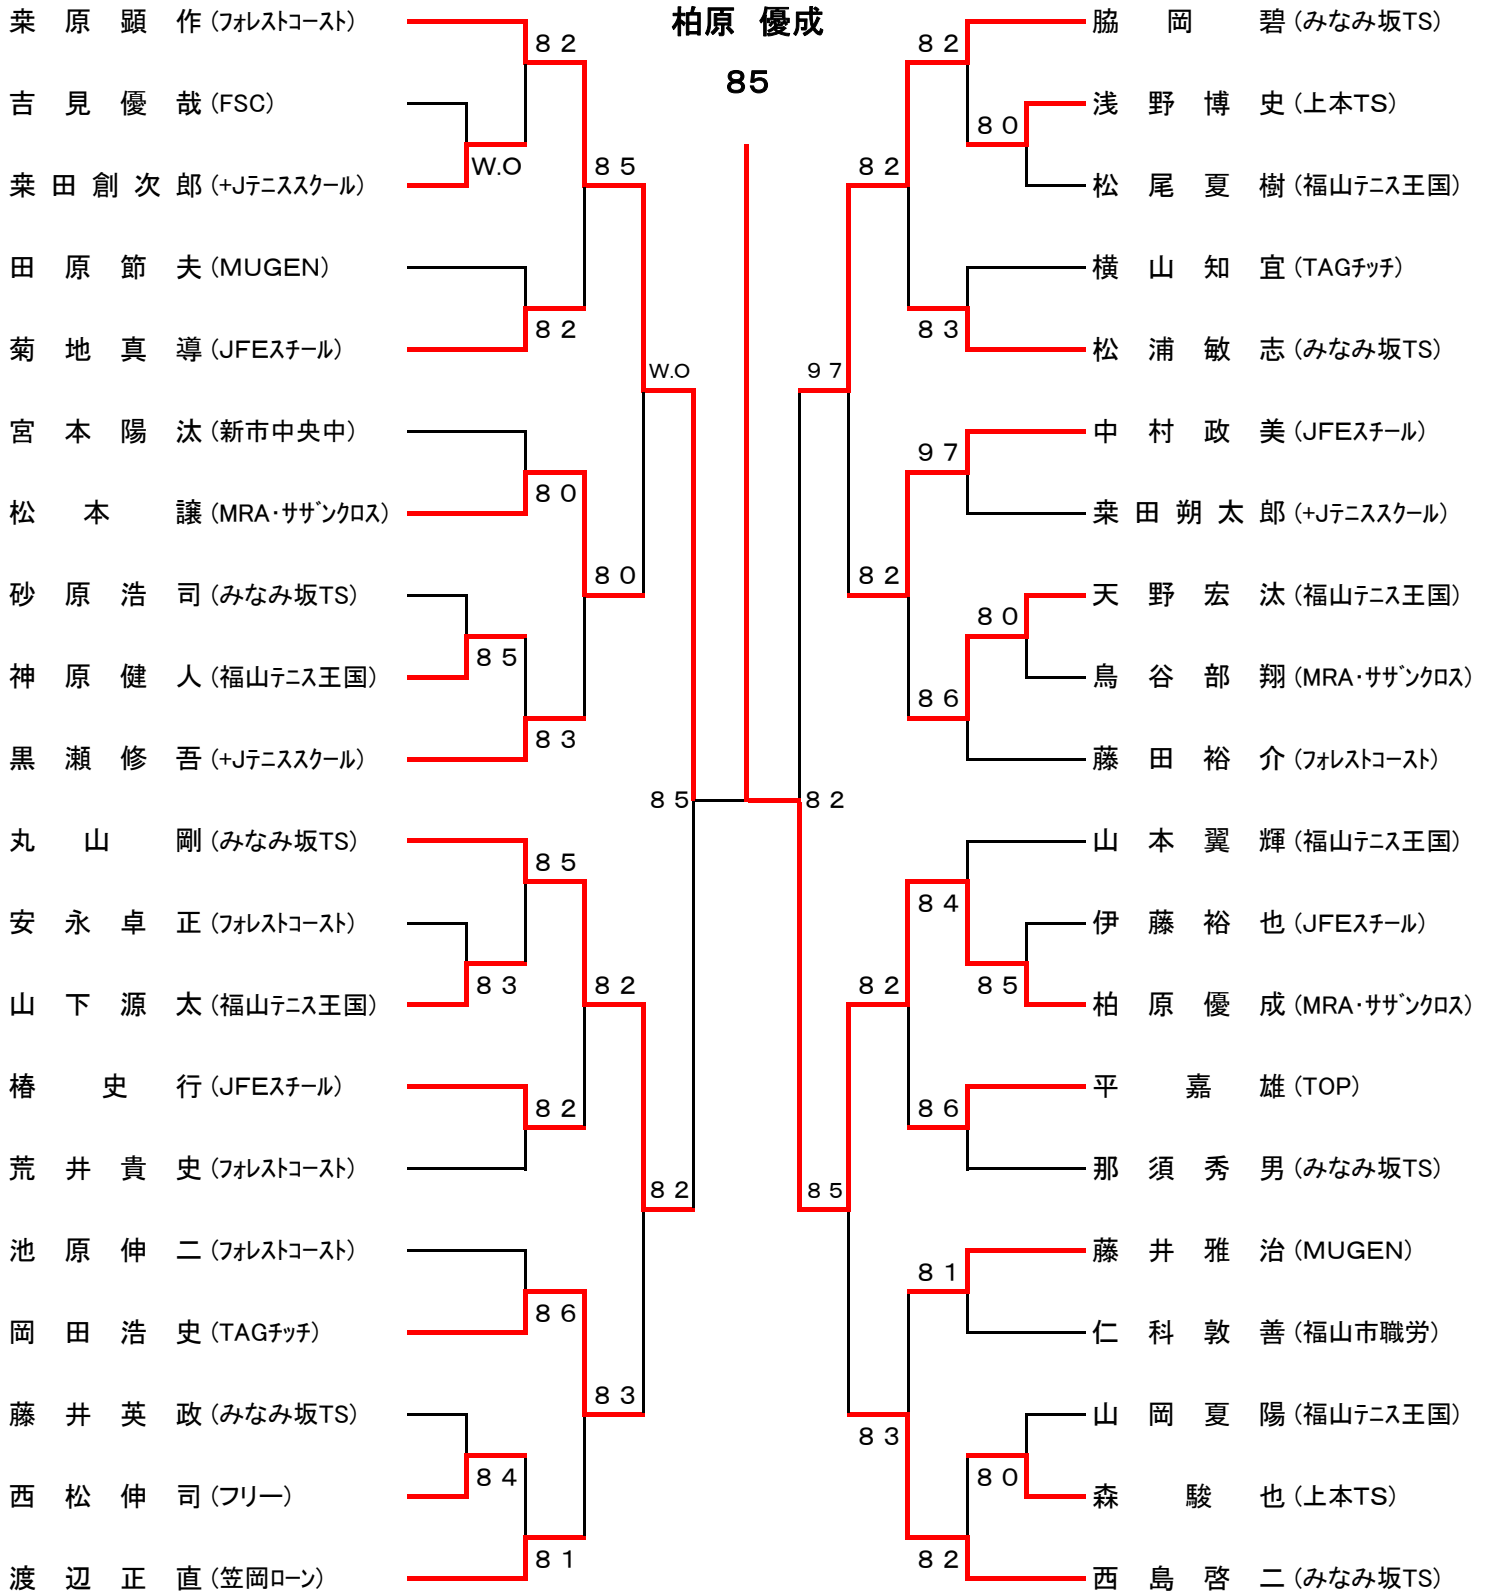 柏原 優成
85
桒原顕作 (フォレストコースト)
82
吉見優哉 (FSC)
W.O
桒田創次郎 (+Jテニススクール)
85
田原節夫 (MUGEN)
82
菊地真導 (JFEスチール)
W.O
宮本陽汰 (新市中央中)
80
松本譲 (MRA・サザンクロス)
80
砂原浩司 (みなみ坂TS)
85
神原健人 (福山テニス王国)
83
黒瀬修吾 (+Jテニススクール)
85
丸山剛 (みなみ坂TS)
85
安永卓正 (フォレストコースト)
83
82
山下源太 (福山テニス王国)
椿史行 (JFEスチール)
82
荒井貴史 (フォレストコースト)
82
池原伸二 (フォレストコースト)
86
岡田浩史 (TAGチッチ)
83
藤井英政 (みなみ坂TS)
84
西松伸司 (フリー)
81
渡辺正直 (笠岡ローン)
脇岡碧 (みなみ坂TS)
82
浅野博史 (上本TS)
80
82
松尾夏樹 (福山テニス王国)
横山知宜 (TAGチッチ)
83
松浦敏志 (みなみ坂TS)
97
中村政美 (JFEスチール)
97
桒田朔太郎 (+Jテニススクール)
82
天野宏汰 (福山テニス王国)
80
鳥谷部翔 (MRA・サザンクロス)
86
藤田裕介 (フォレストコースト)
82
山本翼輝 (福山テニス王国)
84
伊藤裕也 (JFEスチール)
82
85
柏原優成 (MRA・サザンクロス)
平嘉雄 (TOP)
86
那須秀男 (みなみ坂TS)
85
藤井雅治 (MUGEN)
81
仁科敦善 (福山市職労)
山岡夏陽 (福山テニス王国)
83
80
森駿也 (上本TS)
82
西島啓二 (みなみ坂TS)